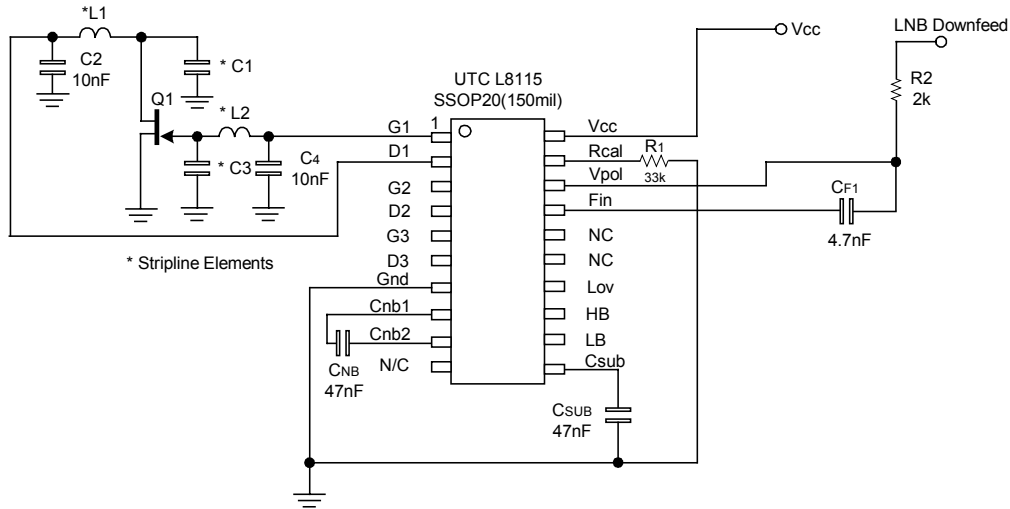 *L1
Vcc
LNB Downfeed
C2
10nF
* C1
R2
2k
UTC L8115
SSOP20(150mil)
Q1
* L2
G1
1
Vcc
D1
Rcal
R1
33k
* C3
C4
10nF
G2
Vpol
D2
Fin
CF1
4.7nF
G3
NC
* Stripline Elements
D3
NC
Gnd
Lov
Cnb1
HB
Cnb2
LB
CNB
47nF
N/C
Csub
CSUB
47nF